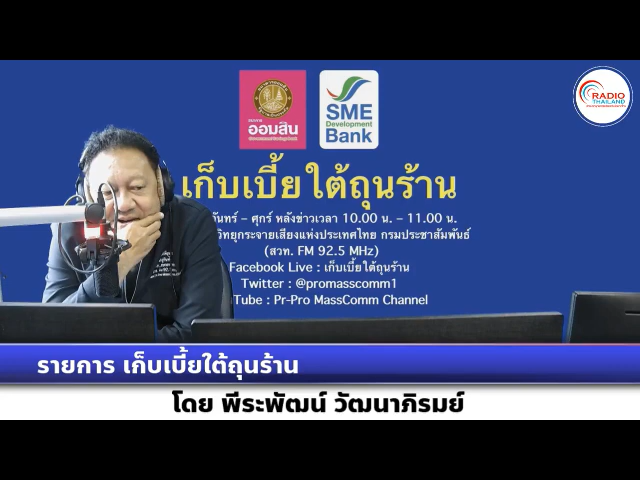 ธนาคาร
ออมสิน
SME
Development
Bank
RADIO
THAILAND
เก็บเบี้ยใต้ถุนร้าน
จันทร์ – ศุกร์ หลังข่าวเวลา 10.00 น. – 11.00 น.
วิทยุกระจายเสียงแห่งประเทศไทย กรมประชาสัมพันธ์
(สวท. FM 92.5 MHz)
Facebook Live : เก็บเบี้ยใต้ถุนร้าน
Twitter : @promasscomm1
Tube : Pr-Pro MassComm Channel
รายการ เก็บเบี้ยใต้ถุนร้าน
โดย พีระพัฒน์ วัฒนาภิรมย์